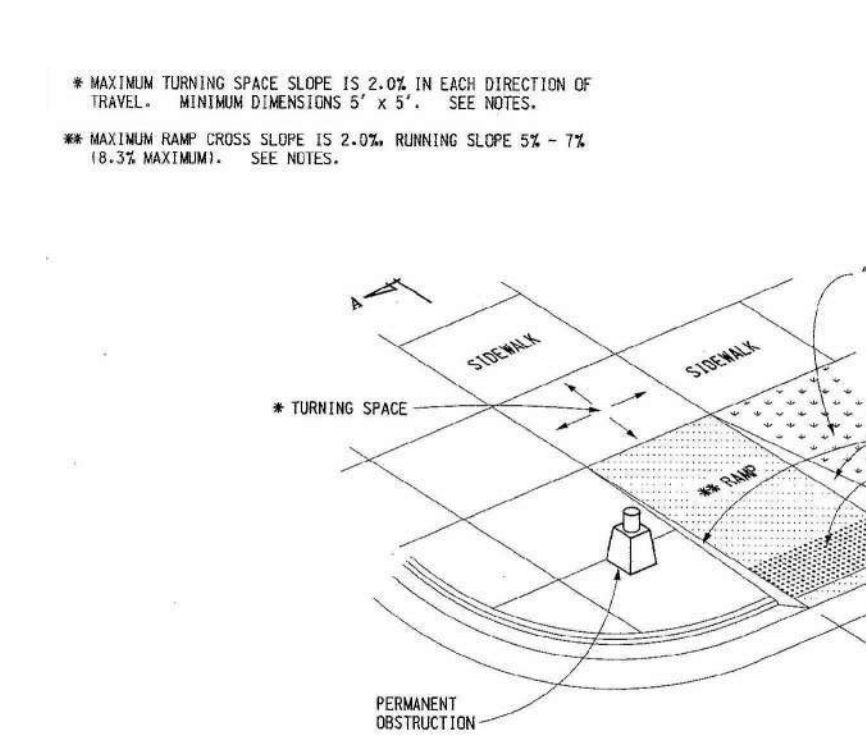 * MAXIMUM TURNING SPACE SLOPE IS 2.0% IN EACH DIRECTION OF
TRAVEL. MINIMUM DIMENSIONS 5' x 5'. SEE NOTES.
** MAXIMUM RAMP CROSS SLOPE IS 2.0%, RUNNING SLOPE 5% - 7%
(8.3% MAXIMUM). SEE NOTES.
A
SIDEWALK
SIDEWALK
* TURNING SPACE
** RAMP
PERMANENT
OBSTRUCTION